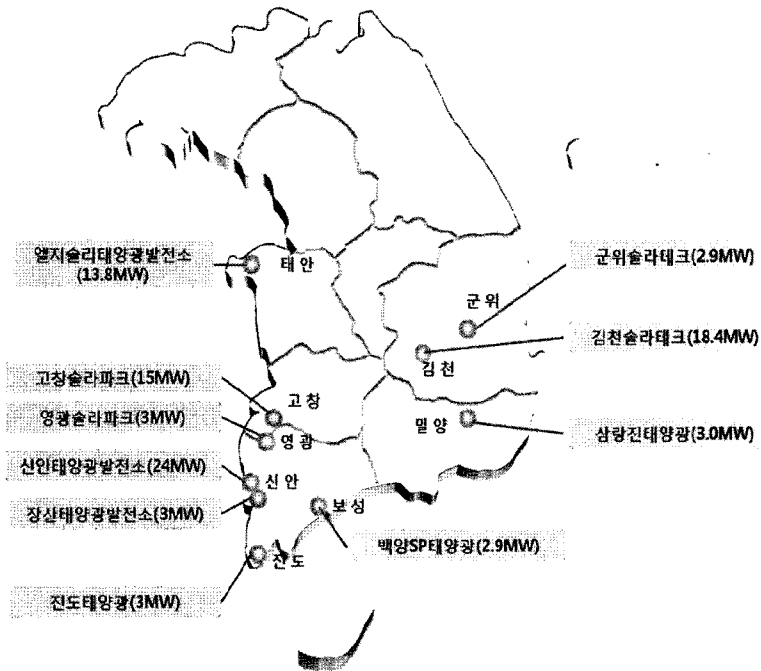 엘지솔라태양광발전소
(13.8MW)
태안
군위솔라테크(2.9MW)
군위
김천솔라테크(18.4MW)
김천
고창솔라파크(15MW)
고창
영광솔라파크(3MW)
영광
밀양
삼랑진태양광(3.0MW)
신안태양광발전소(24MW)
신안
장산태양광발전소(3MW)
보성
백양SP태양광(2.9MW)
진도
진도태양광(3MW)